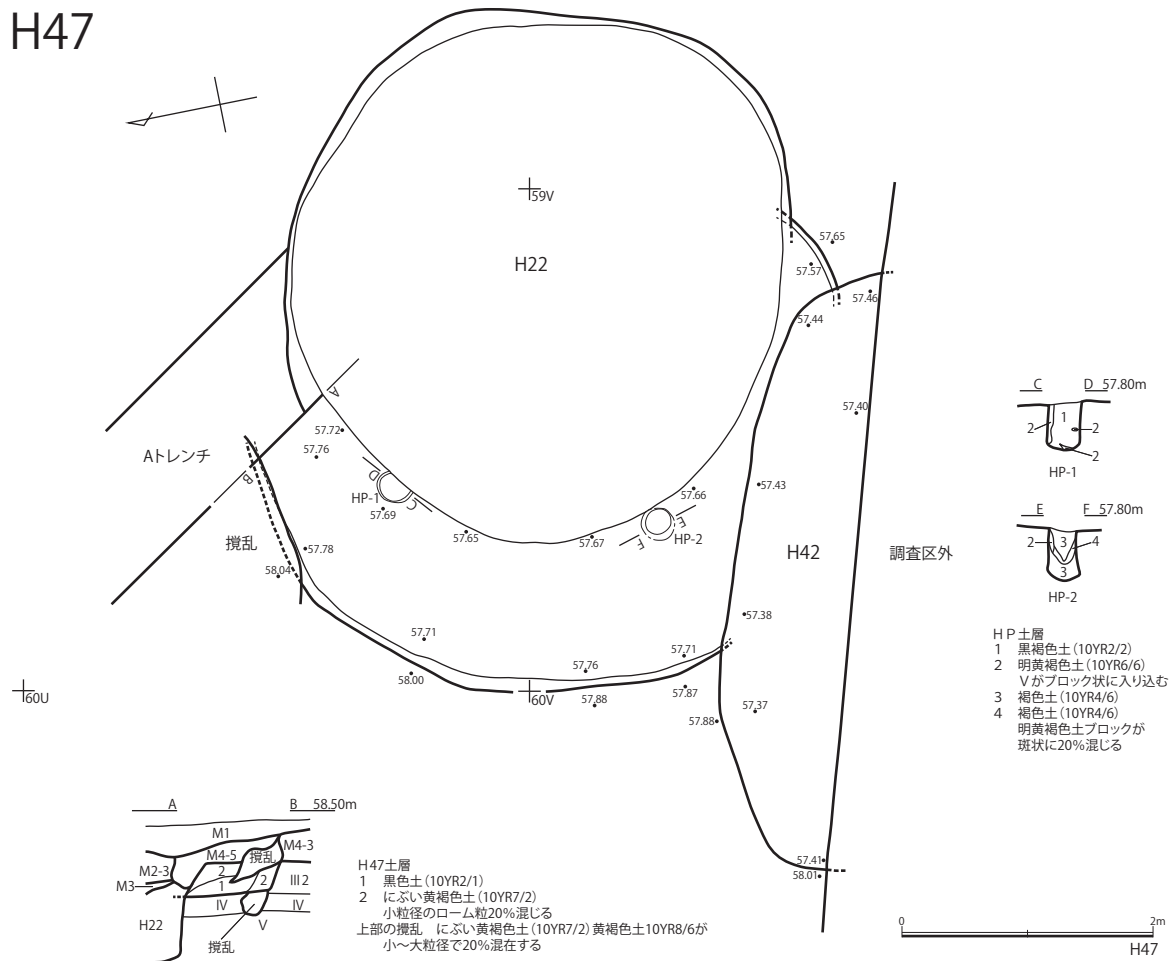 H47
59V
H22
57.65
57.57
57.46
57.44
57.40
C D 57.80m
1
2
2
2
HP-1
A
57.72
57.76
Aトレンチ
B
D
HP-1
C
57.69
57.66
57.43
E
F
HP-2
57.65
57.67
H42
調査区外
撹乱
57.78
58.04
E F 57.80m
2
3
4
3
HP-2
57.38
57.71
58.00
57.76
57.71
57.88
57.87
57.88
57.37
60U
60V
HP土層
1 黒褐色土(10YR2/2)
2 明黄褐色土(10YR6/6)
Vがブロック状に入り込む
3 褐色土(10YR4/6)
4 褐色土(10YR4/6)
明黄褐色土ブロックが
斑状に20%混じる
A B 58.50m
M1
M4-5
撹乱
M4-3
M2-3
2
M3
1
2
III2
IV
IV
H22
V
撹乱
57.41
58.01
H47土層
1 黒色土(10YR2/1)
2 にぶい黄褐色土(10YR7/2)
小粒径のローム粒20%混じる
上部の撹乱 にぶい黄褐色土(10YR7/2)黄褐色土10YR8/6が
小~大粒径で20%混在する
0 2m
H47